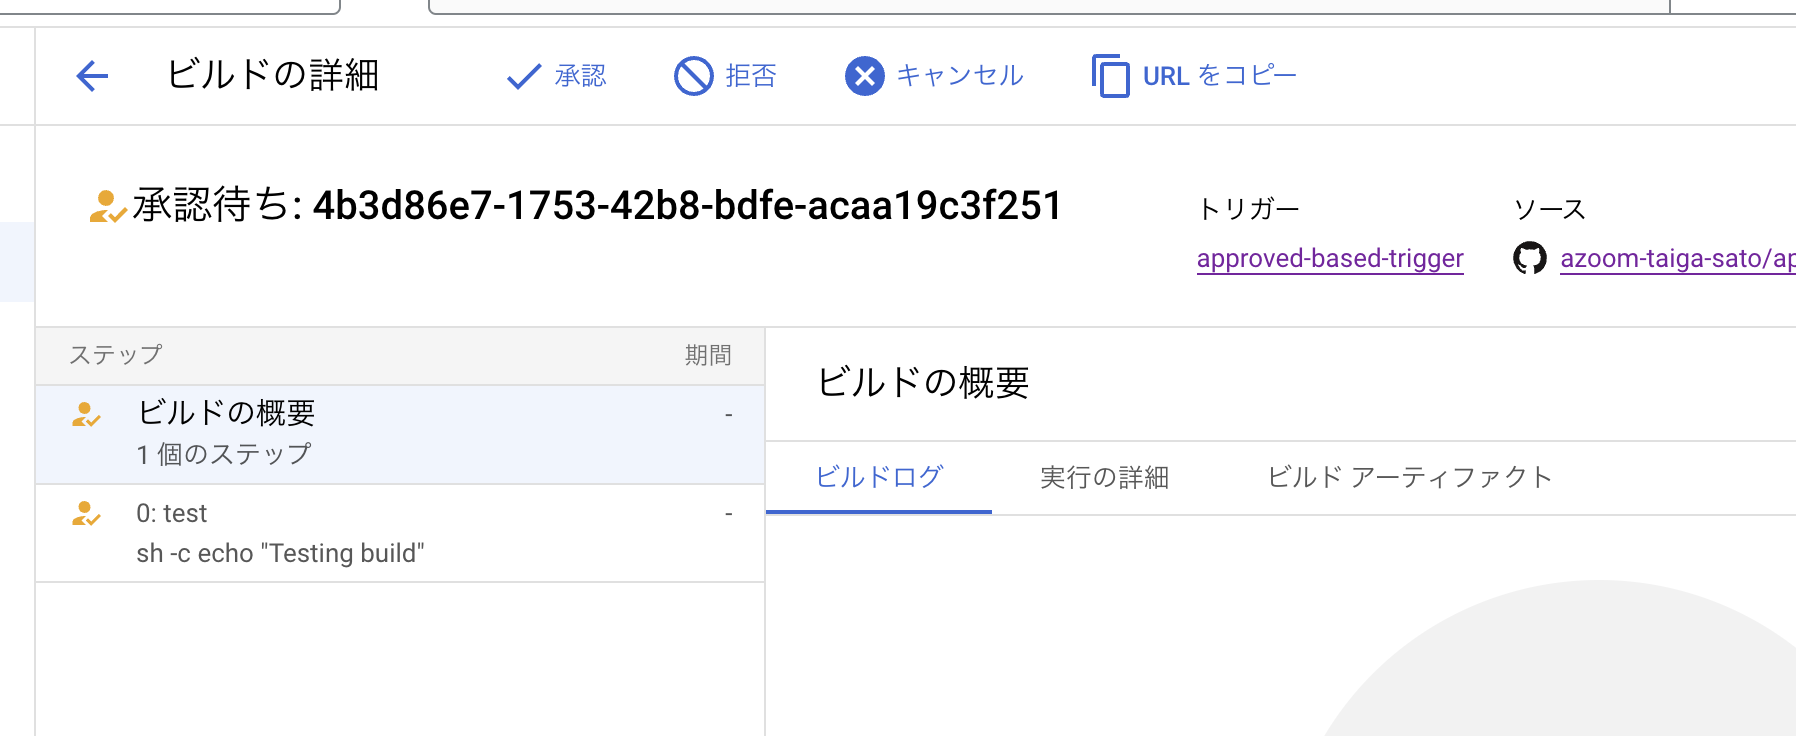 ビルドの詳細
承認
拒否
キャンセル
URL をコピー
承認待ち: 4b3d86e7-1753-42b8-bdfe-acaa19c3f251
トリガー
approved-based-trigger
ソース
azoom-taiga-sato/ap
ステップ
期間
ビルドの概要
-
1 個のステップ
0: test
-
sh -c echo "Testing build"
ビルドの概要
ビルドログ
実行の詳細
ビルド アーティファクト